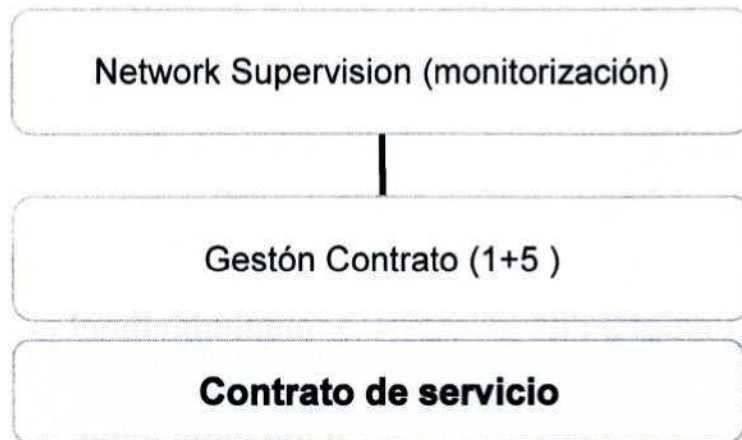 Network Supervision (monitorización)
Gestón Contrato (1+5 )
Contrato de servicio